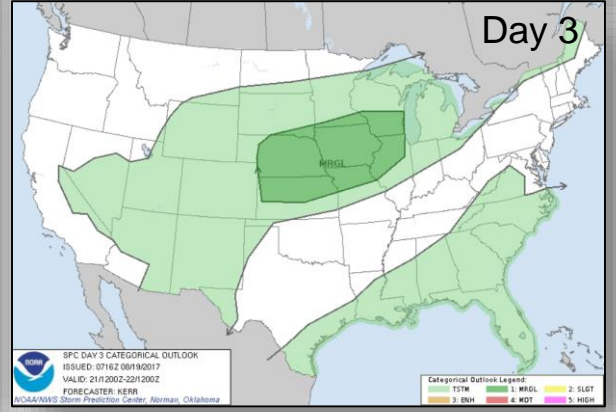 Day 3
MRGL
NOAA
SPC DAY 3 CATEGORICAL OUTLOOK
ISSUED: 0716Z 08/19/2017
VALID: 21/1200Z-22/1200Z
FORECASTER: KERR
NOAA/NWS Storm Prediction Center, Norman, Oklahoma
Categorical Outlook Legend:
TSTM 1: MRGL 2: SLGT
3: ENH 4: MDT 5: HIGH